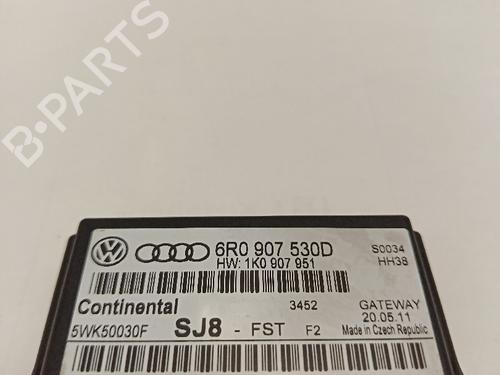 B-PARTS
6R0 907 530D
HW: 1K0 907 951
S0034
HH38
Continental
3452
GATEWAY
5WK50030F
SJ8 - FST F2
20.05.11
Made in Czech Republic
B-PARTS